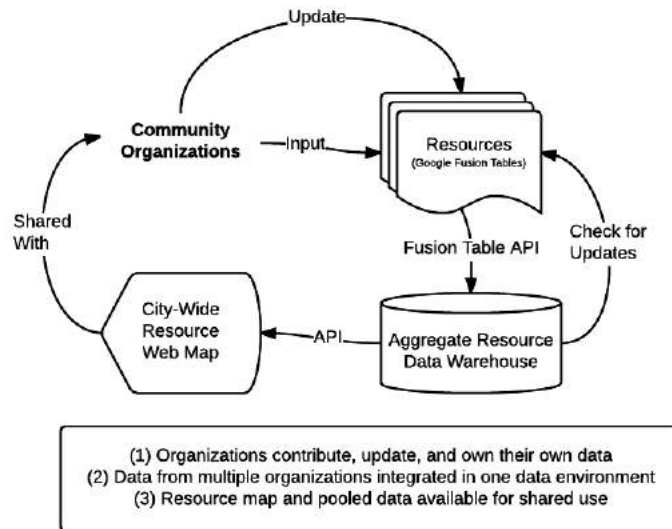 Update
Community
Organizations
Input
Resources
(Google Fusion Tables)
Shared
With
Fusion Table API
Check for
Updates
City-Wide
Resource
Web Map
API
Aggregate Resource
Data Warehouse
(1) Organizations contribute, update, and own their own data
(2) Data from multiple organizations integrated in one data environment
(3) Resource map and pooled data available for shared use